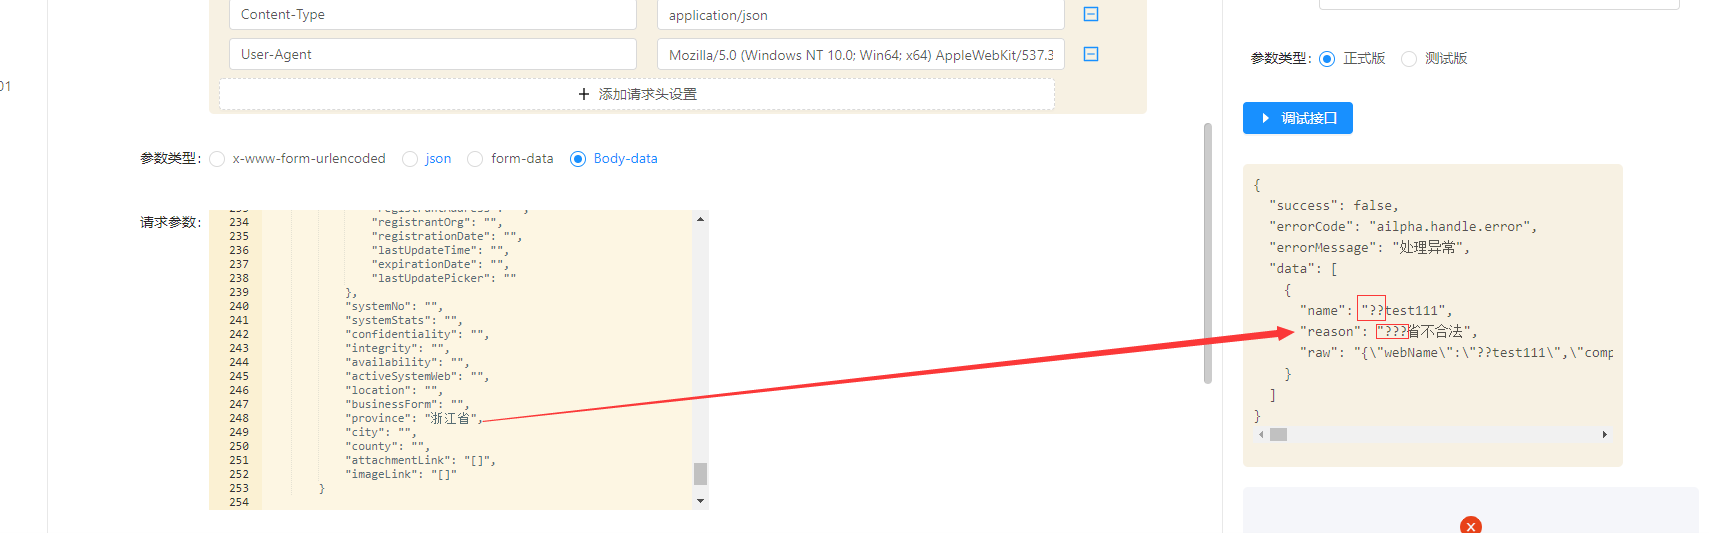 Content-Type
application/json
User-Agent
Mozilla/5.0 (Windows NT 10.0; Win64; x64) AppleWebKit/537.3
添加请求头设置
01
参数类型:
x-www-form-urlencoded
json
form-data
Body-data
请求参数:
234 "registrantOrg": "",
235 "registrationDate": "",
236 "lastUpdateTime": "",
237 "expirationDate": "",
238 "lastUpdatePicker": ""
239 },
240 "systemNo": "",
241 "systemStats": "",
242 "confidentiality": "",
243 "integrity": "",
244 "availability": "",
245 "activeSystemWeb": "",
246 "location": "",
247 "businessForm": "",
248 "province": "浙江省",
249 "city": "",
250 "county": "",
251 "attachmentLink": "[]",
252 "imageLink": "[]"
253 }
254
参数类型:
正式版
测试版
调试接口
{
"success": false,
"errorCode": "ailpha.handle.error",
"errorMessage": "处理异常",
"data": [
{
"name": "??test111",
"reason": "???省不合法",
"raw": "{\"webName\":\"??test111\",\"comp
}
]
}